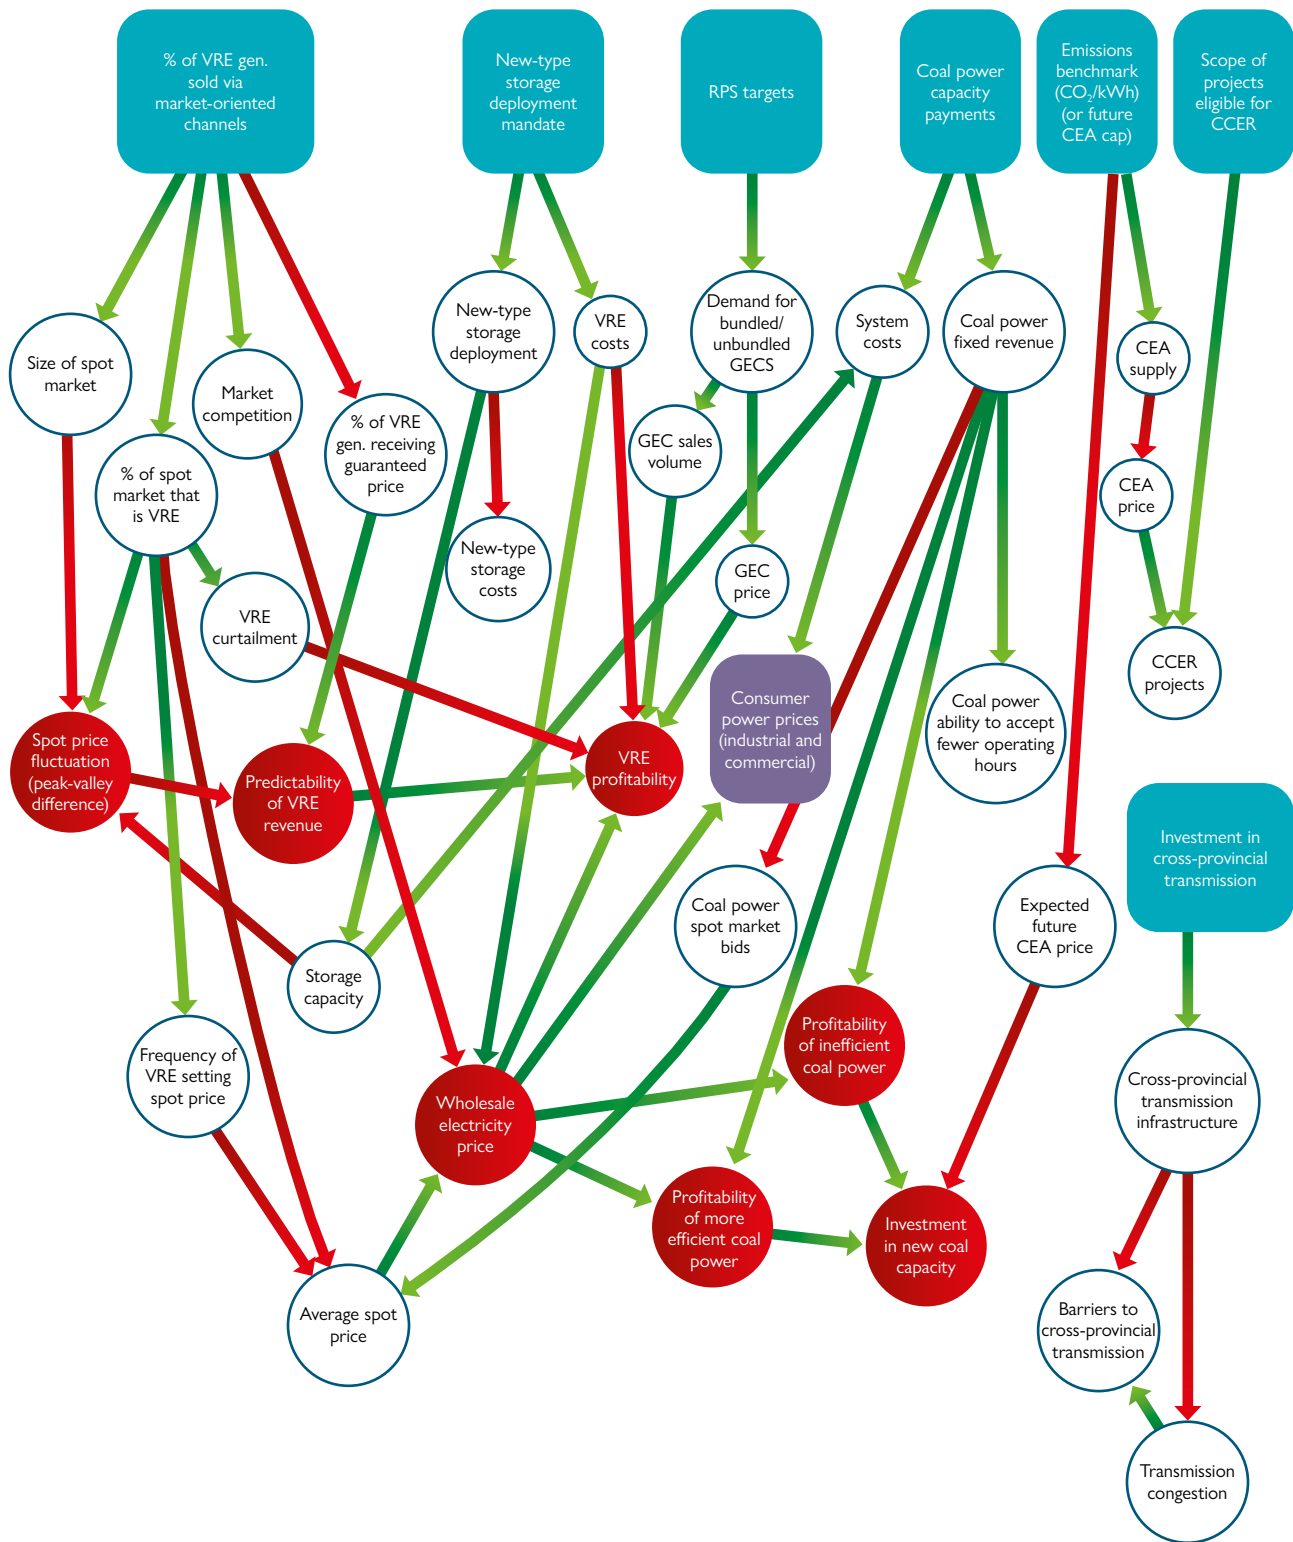 % of VRE gen.
sold via
market-oriented
channels
New-type
storage
deployment
mandate
RPS targets
Coal power
capacity
payments
Emissions
benchmark
(CO₂/kWh)
(or future
CEA cap)
Scope of
projects
eligible for
CCER
Size of spot
market
Market
competition
% of VRE
gen. receiving
guaranteed
price
% of spot
market that
is VRE
VRE
curtailment
New-type
storage
deployment
VRE
costs
New-type
storage
costs
Demand for
bundled/
unbundled
GECS
GEC sales
volume
GEC
price
System
costs
Coal power
fixed revenue
CEA
supply
CEA
price
CCER
projects
Spot price
fluctuation
(peak-valley
difference)
Predictability
of VRE
revenue
VRE
profitability
Consumer
power prices
(industrial and
commercial)
Coal power
ability to accept
fewer operating
hours
Investment in
cross-provincial
transmission
Storage
capacity
Coal power
spot market
bids
Expected
future
CEA price
Frequency of
VRE setting
spot price
Wholesale
electricity
price
Profitability
of inefficient
coal power
Cross-provincial
transmission
infrastructure
Profitability
of more
efficient coal
power
Investment
in new coal
capacity
Average spot
price
Barriers to
cross-provincial
transmission
Transmission
congestion